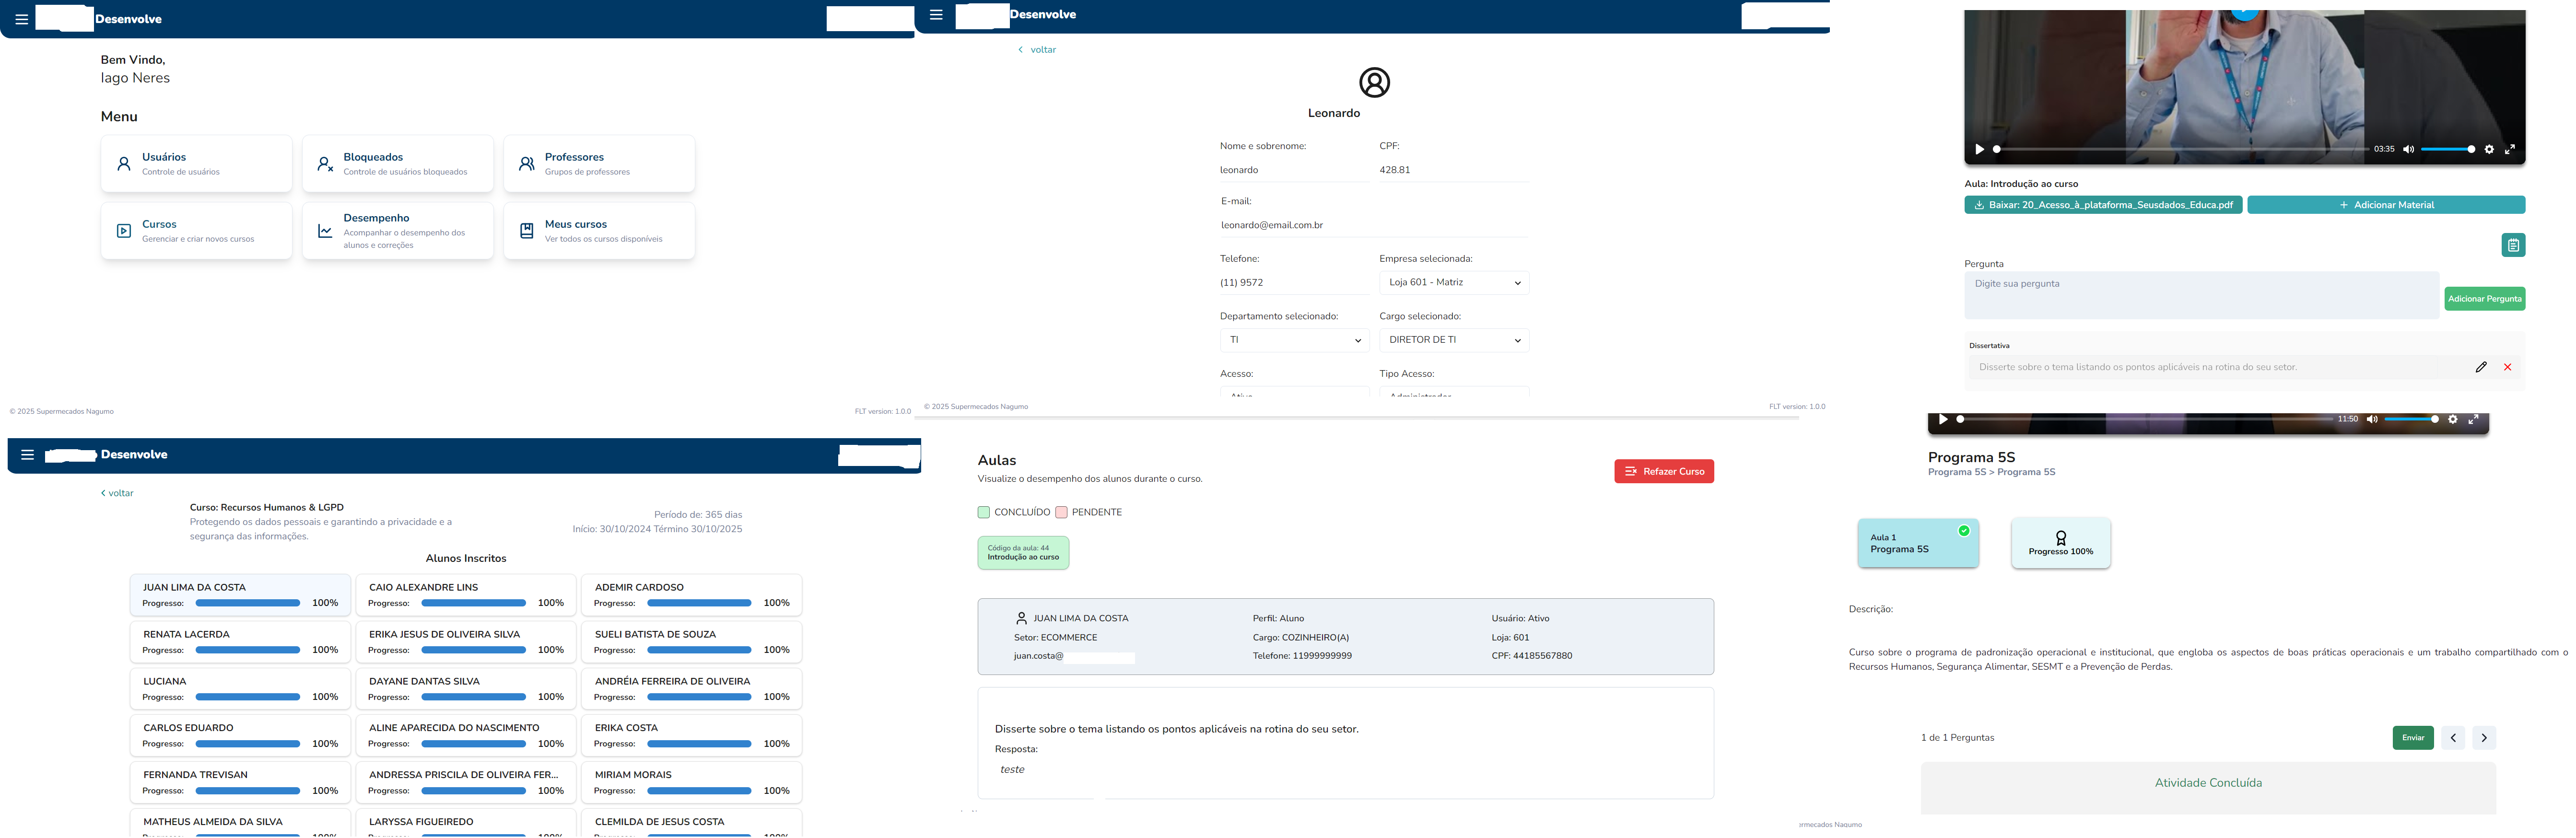 Desenvolve
Bem Vindo,
Iago Neres
Menu
Usuários
Controle de usuários
Bloqueados
Controle de usuários bloqueados
Professores
Grupos de professores
Cursos
Gerenciar e criar novos cursos
Desempenho
Acompanhar o desempenho dos
alunos e correções
Meus cursos
Ver todos os cursos disponíveis
© 2025 Supermecados Nagumo
FLT version: 1.0.0
Desenvolve
voltar
Leonardo
Nome e sobrenome:
CPF:
leonardo
428.81
E-mail:
leonardo@email.com.br
Telefone:
Empresa selecionada:
(11) 9572
Loja 601 - Matriz
Departamento selecionado:
Cargo selecionado:
TI
DIRETOR DE TI
Acesso:
Tipo Acesso:
Ativo
Administrador
© 2025 Supermecados Nagumo
FLT version: 1.0.0
03:35
Aula: Introdução ao curso
Baixar: 20_Acesso_à_plataforma_Seusdados_Educa.pdf
+ Adicionar Material
Pergunta
Digite sua pergunta
Adicionar Pergunta
Dissertativa
Disserte sobre o tema listando os pontos aplicáveis na rotina do seu setor.
Desenvolve
voltar
Curso: Recursos Humanos & LGPD
Protegendo os dados pessoais e garantindo a privacidade e a
segurança das informações.
Período de: 365 dias
Início: 30/10/2024 Término 30/10/2025
Alunos Inscritos
JUAN LIMA DA COSTA
Progresso: 100%
CAIO ALEXANDRE LINS
Progresso: 100%
ADEMIR CARDOSO
Progresso: 100%
RENATA LACERDA
Progresso: 100%
ERIKA JESUS DE OLIVEIRA SILVA
Progresso: 100%
SUELI BATISTA DE SOUZA
Progresso: 100%
LUCIANA
Progresso: 100%
DAYANE DANTAS SILVA
Progresso: 100%
ANDRÉIA FERREIRA DE OLIVEIRA
Progresso: 100%
CARLOS EDUARDO
Progresso: 100%
ALINE APARECIDA DO NASCIMENTO
Progresso: 100%
ERIKA COSTA
Progresso: 100%
FERNANDA TREVISAN
Progresso: 100%
ANDRESSA PRISCILA DE OLIVEIRA FER...
Progresso: 100%
MIRIAM MORAIS
Progresso: 100%
MATHEUS ALMEIDA DA SILVA
Progresso: 100%
LARYSSA FIGUEIREDO
Progresso: 100%
CLEMILDA DE JESUS COSTA
Progresso: 100%
Aulas
Visualize o desempenho dos alunos durante o curso.
Refazer Curso
CONCLUÍDO
PENDENTE
Código da aula: 44
Introdução ao curso
JUAN LIMA DA COSTA
Perfil: Aluno
Usuário: Ativo
Setor: ECOMMERCE
Cargo: COZINHEIRO(A)
Loja: 601
juan.costa@
Telefone: 11999999999
CPF: 44185567880
Disserte sobre o tema listando os pontos aplicáveis na rotina do seu setor.
Resposta:
teste
11:50
Programa 5S
Programa 5S > Programa 5S
Aula 1
Programa 5S
Progresso 100%
Descrição:
Curso sobre o programa de padronização operacional e institucional, que engloba os aspectos de boas práticas operacionais e um trabalho compartilhado com o
Recursos Humanos, Segurança Alimentar, SESMT e a Prevenção de Perdas.
1 de 1 Perguntas
Enviar
Atividade Concluída
ermecados Nagumo